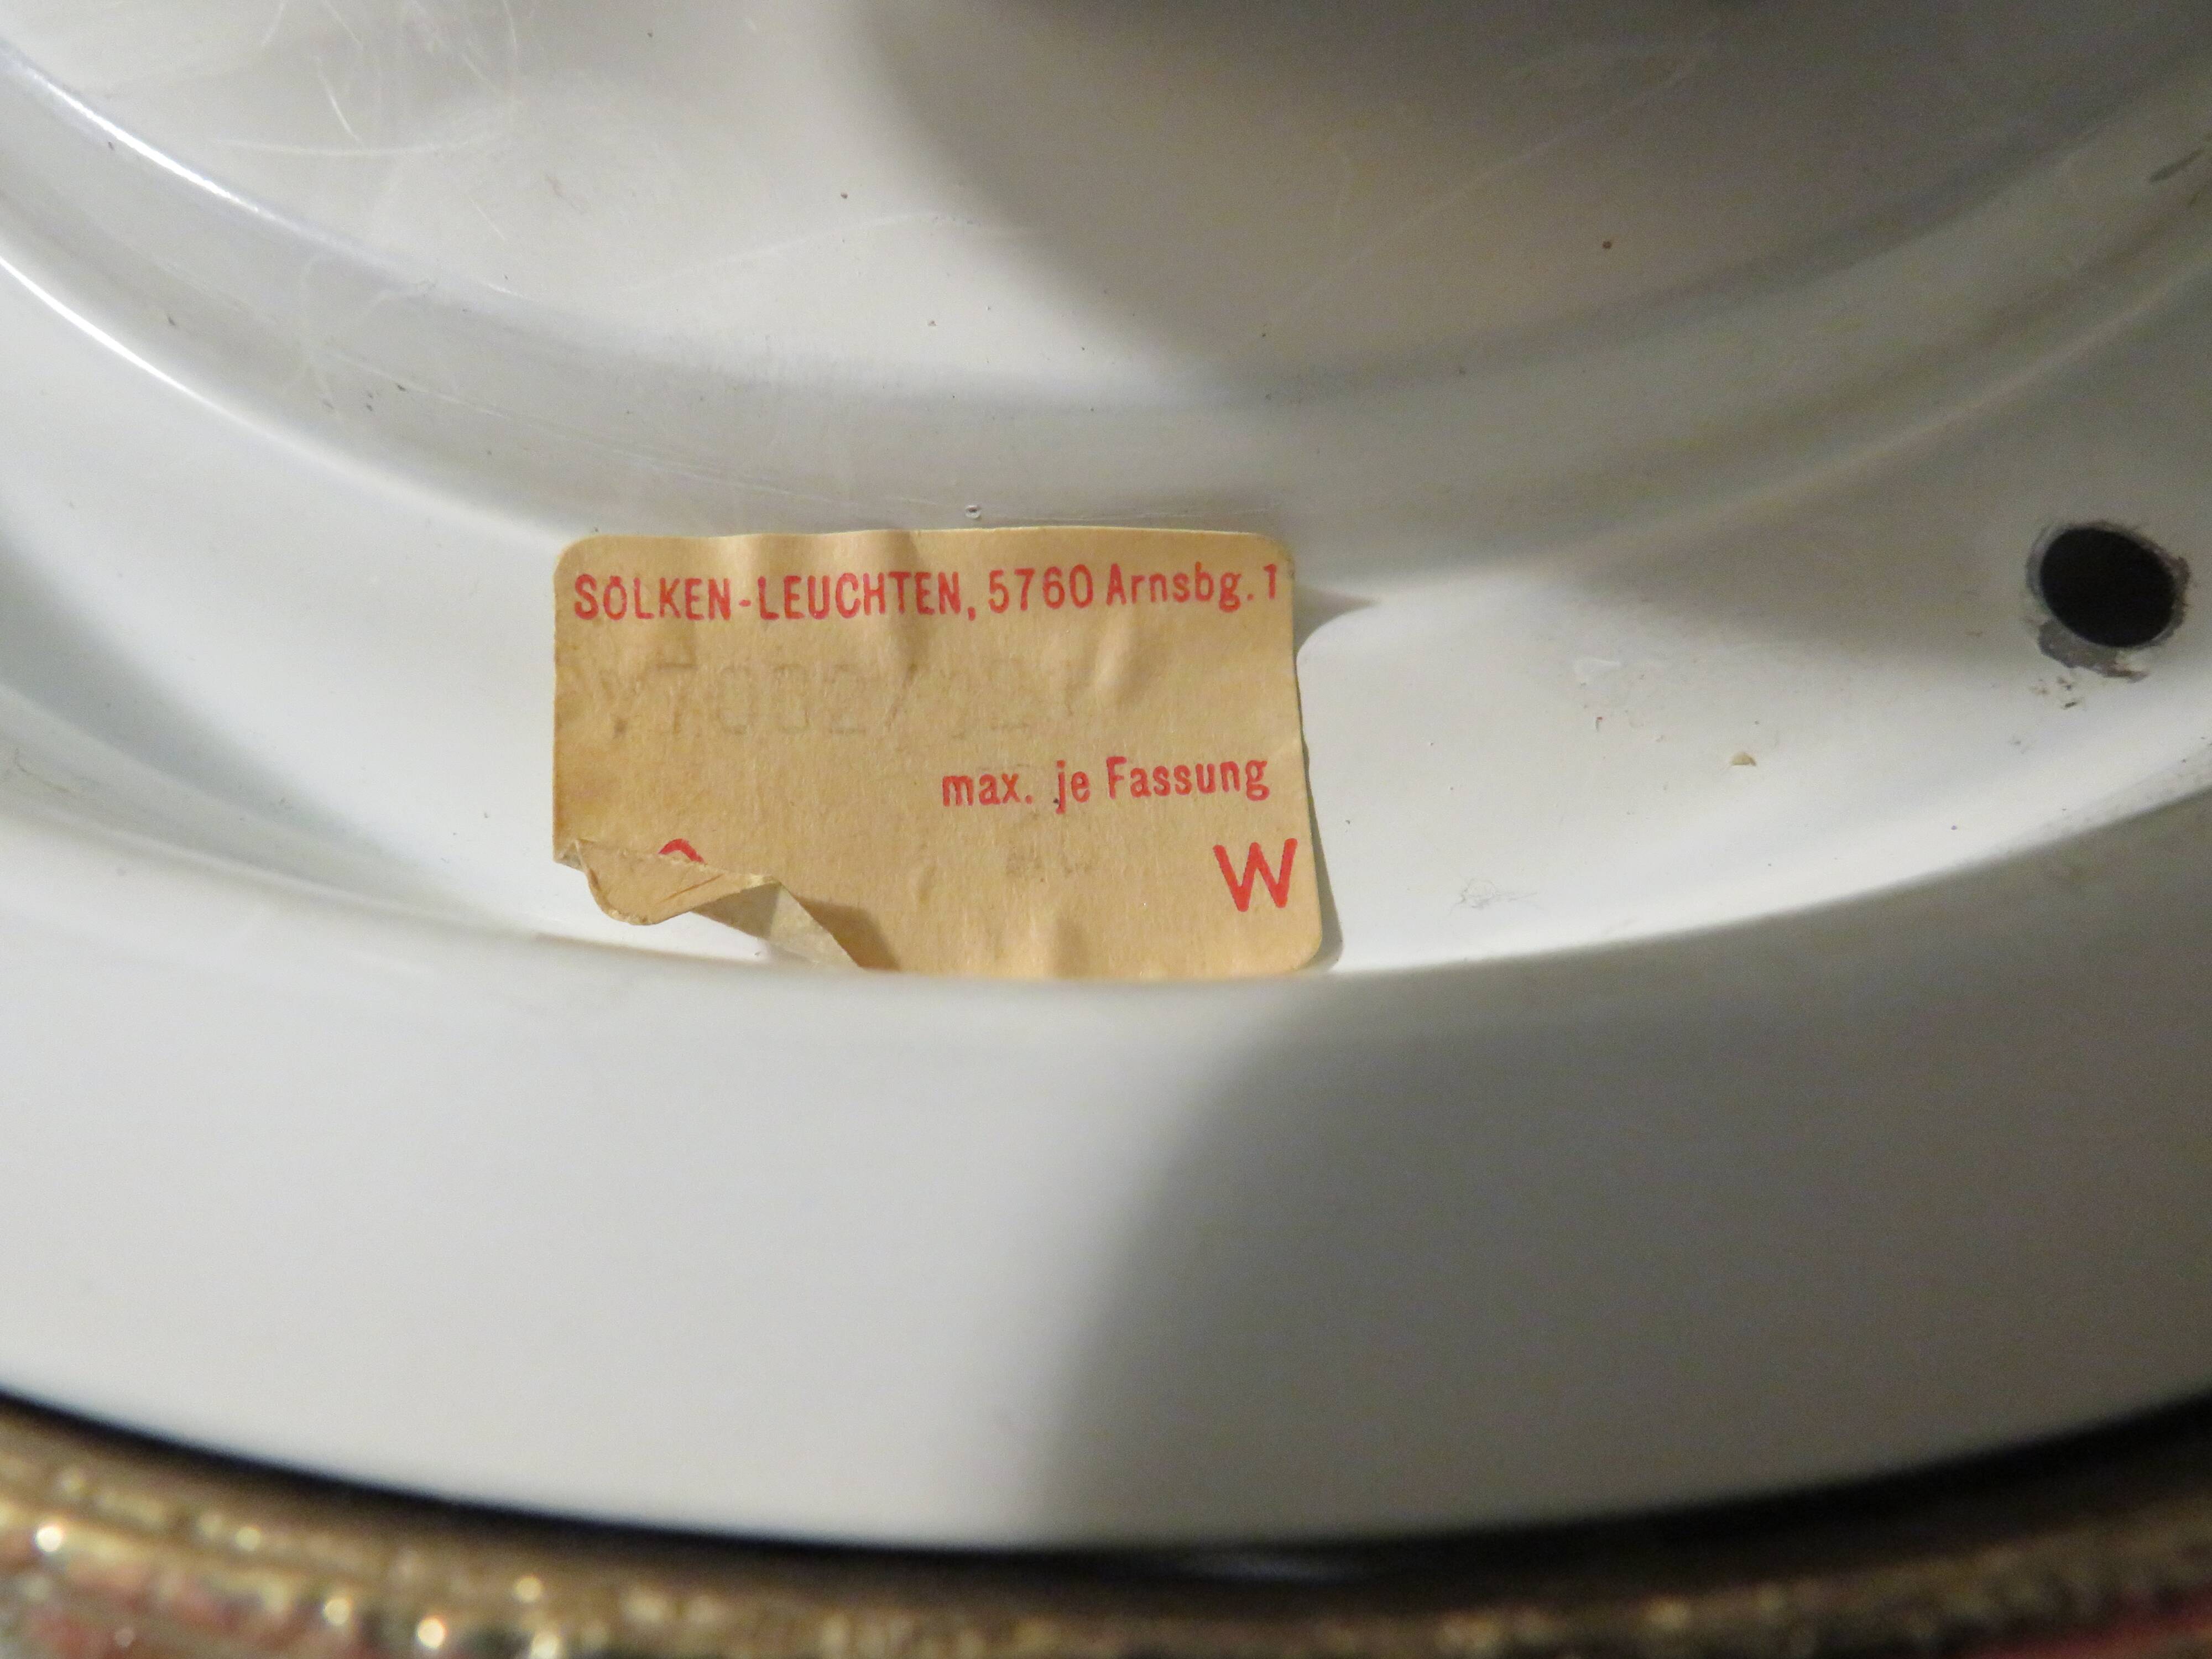 SÖLKEN-LEUCHTEN, 5760 Arnsbg. 1
max. je Fassung
W